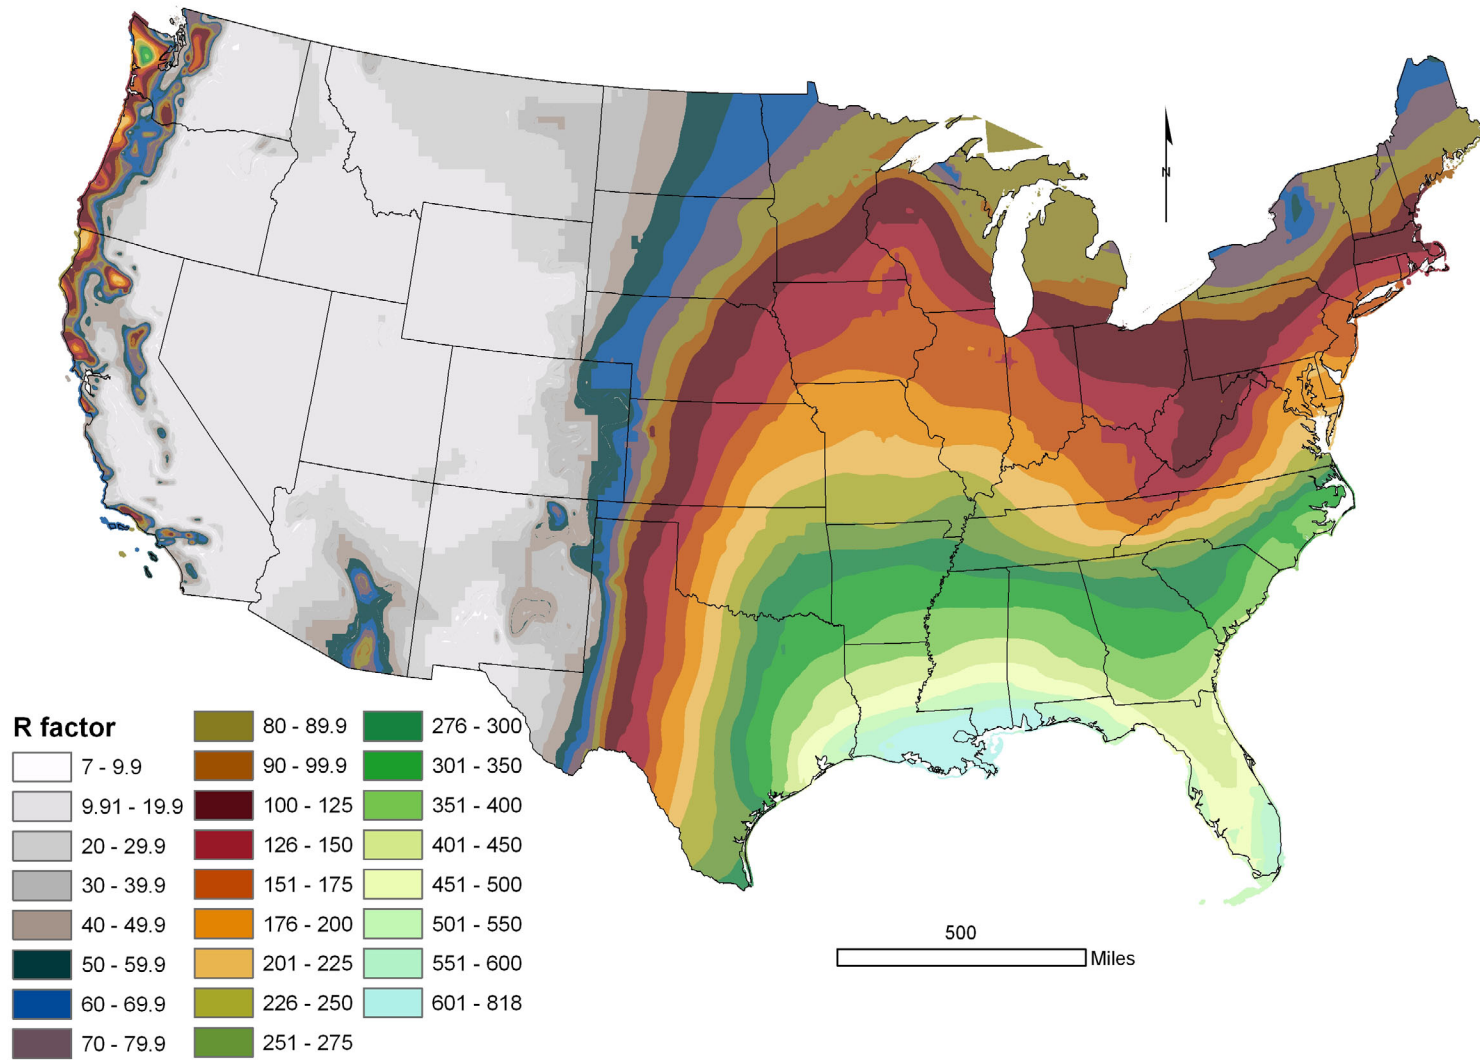 N
R factor
7 - 9.9
9.91 - 19.9
20 - 29.9
30 - 39.9
40 - 49.9
50 - 59.9
60 - 69.9
70 - 79.9
80 - 89.9
90 - 99.9
100 - 125
126 - 150
151 - 175
176 - 200
201 - 225
226 - 250
251 - 275
276 - 300
301 - 350
351 - 400
401 - 450
451 - 500
501 - 550
551 - 600
601 - 818
500
Miles